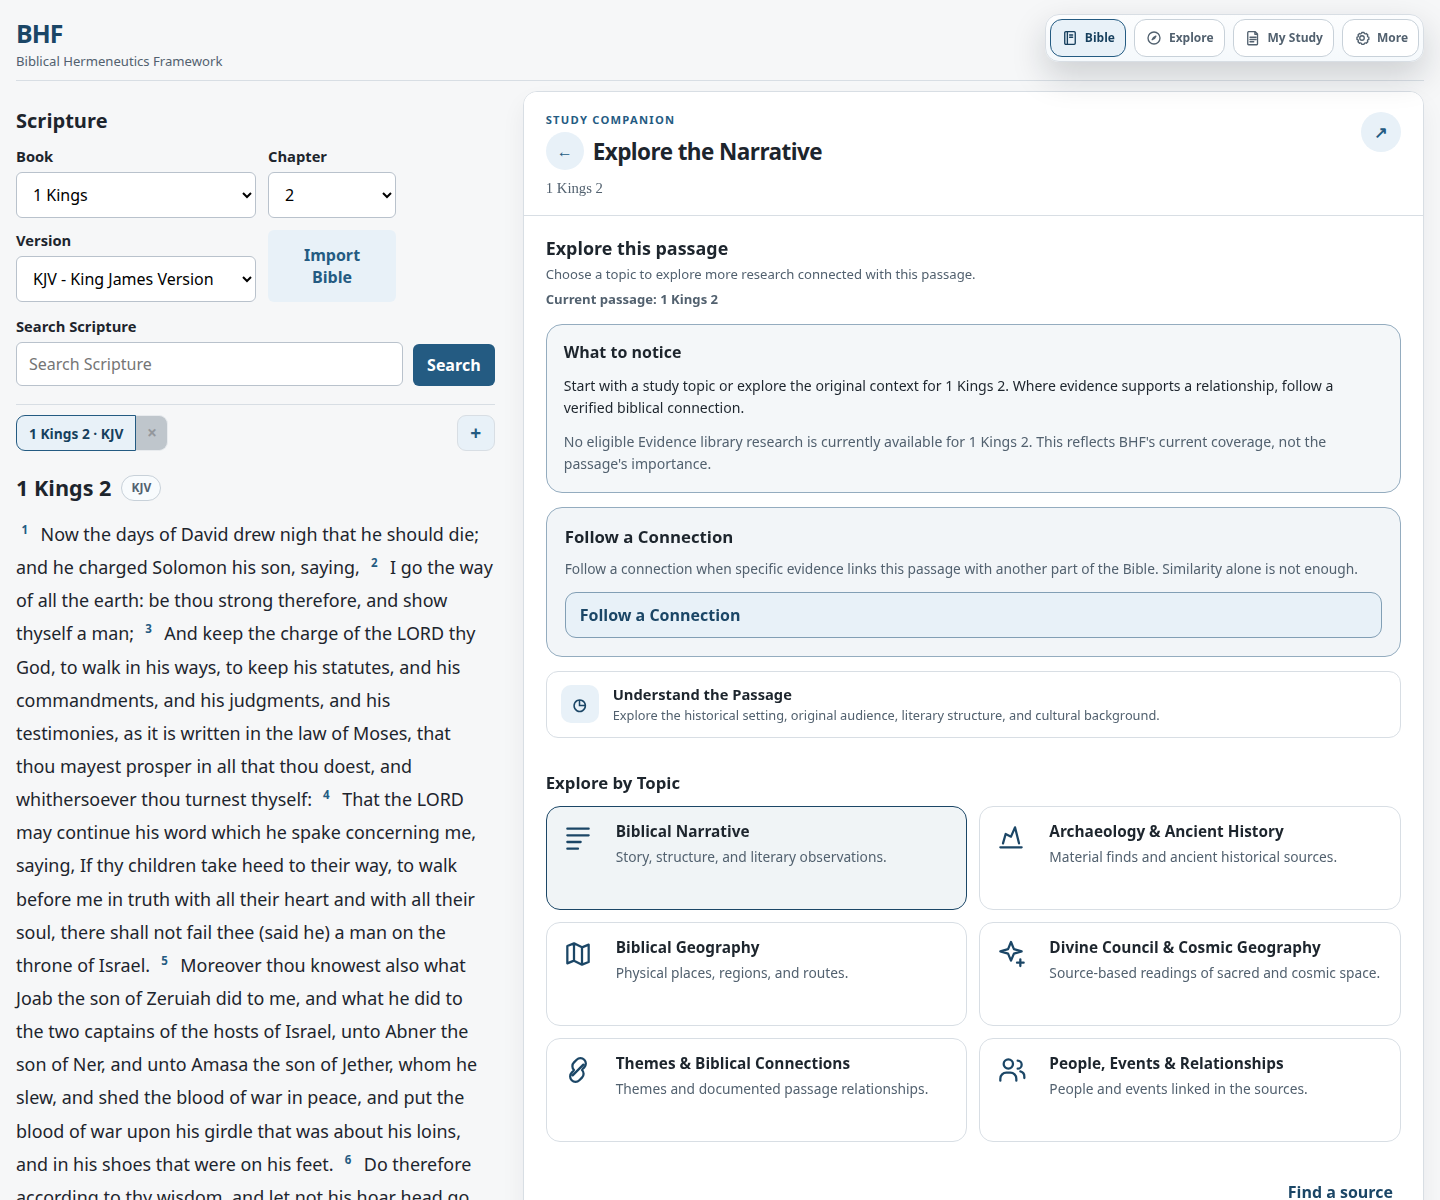 BHF
Biblical Hermeneutics Framework
Bible
Explore
My Study
More
Scripture
Book
Chapter
1 Kings
2
Version
KJV - King James Version
Import
Bible
Search Scripture
Search Scripture
Search
1 Kings 2 · KJV
×
+
1 Kings 2
KJV
1 Now the days of David drew nigh that he should die;
and he charged Solomon his son, saying, 2 I go the way
of all the earth: be thou strong therefore, and show
thyself a man; 3 And keep the charge of the LORD thy
God, to walk in his ways, to keep his statutes, and his
commandments, and his judgments, and his
testimonies, as it is written in the law of Moses, that
thou mayest prosper in all that thou doest, and
whithersoever thou turnest thyself: 4 That the LORD
may continue his word which he spake concerning me,
saying, If thy children take heed to their way, to walk
before me in truth with all their heart and with all their
soul, there shall not fail thee (said he) a man on the
throne of Israel. 5 Moreover thou knowest also what
Joab the son of Zeruiah did to me, and what he did to
the two captains of the hosts of Israel, unto Abner the
son of Ner, and unto Amasa the son of Jether, whom he
slew, and shed the blood of war in peace, and put the
blood of war upon his girdle that was about his loins,
and in his shoes that were on his feet. 6 Do therefore
according to thy wisdom, and let not his hoar head go
STUDY COMPANION
← Explore the Narrative
↗
1 Kings 2
Explore this passage
Choose a topic to explore more research connected with this passage.
Current passage: 1 Kings 2
What to notice
Start with a study topic or explore the original context for 1 Kings 2. Where evidence supports a relationship, follow a
verified biblical connection.
No eligible Evidence library research is currently available for 1 Kings 2. This reflects BHF's current coverage, not the
passage's importance.
Follow a Connection
Follow a connection when specific evidence links this passage with another part of the Bible. Similarity alone is not enough.
Follow a Connection
Understand the Passage
Explore the historical setting, original audience, literary structure, and cultural background.
Explore by Topic
Biblical Narrative
Story, structure, and literary observations.
Archaeology & Ancient History
Material finds and ancient historical sources.
Biblical Geography
Physical places, regions, and routes.
Divine Council & Cosmic Geography
Source-based readings of sacred and cosmic space.
Themes & Biblical Connections
Themes and documented passage relationships.
People, Events & Relationships
People and events linked in the sources.
Find a source